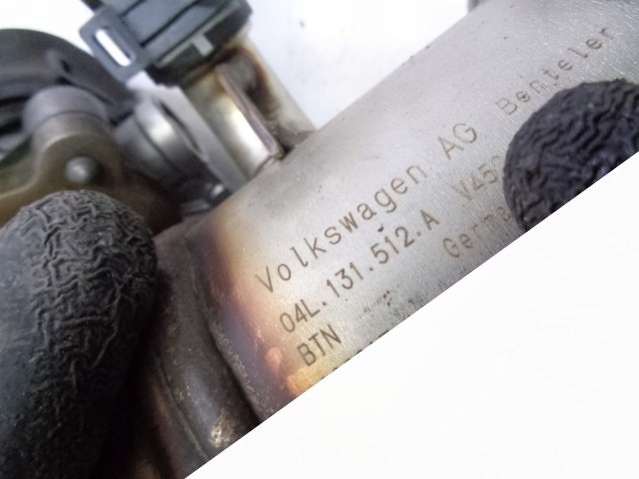 Volkswagen AG Benteler
04L.131.512.A V45
Germa
BTN